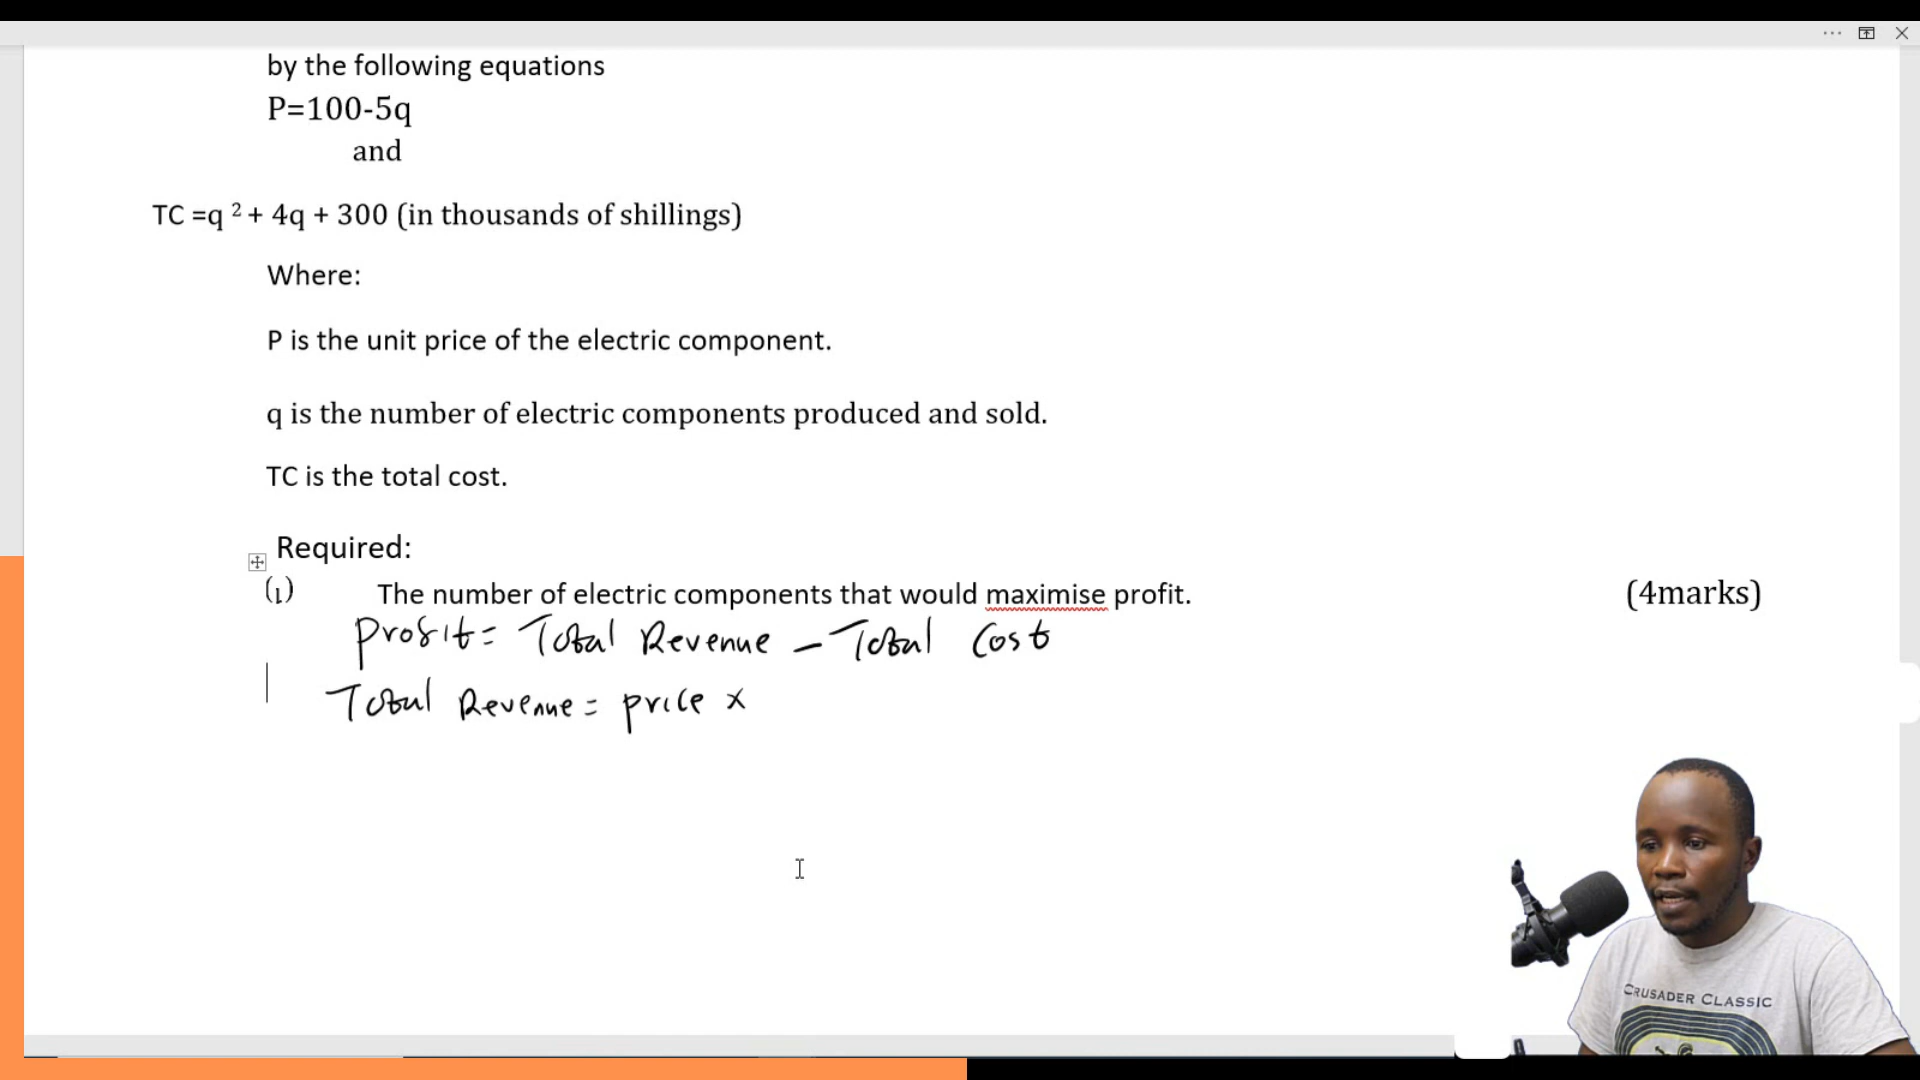 by the following equations
P=100-5q
and
TC =q ² + 4q + 300 (in thousands of shillings)
Where:
P is the unit price of the electric component.
q is the number of electric components produced and sold.
TC is the total cost.
Required:
(i) The number of electric components that would maximise profit. (4marks)
Profit = Total Revenue - Total Cost
Total Revenue = price x
CRUSADER CLASSIC